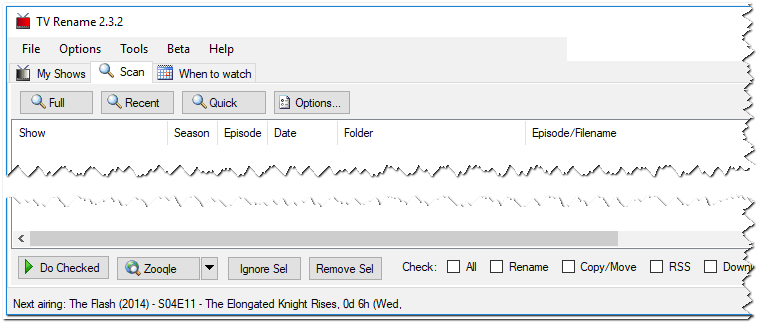 TV Rename 2.3.2
File Options Tools Beta Help
My Shows Scan When to watch
Full Recent Quick Options...
Show Season Episode Date Folder Episode/Filename
Do Checked Zooqle Ignore Sel Remove Sel Check: All Rename Copy/Move RSS
Next airing: The Flash (2014) - S04E11 - The Elongated Knight Rises, 0d 6h (Wed,